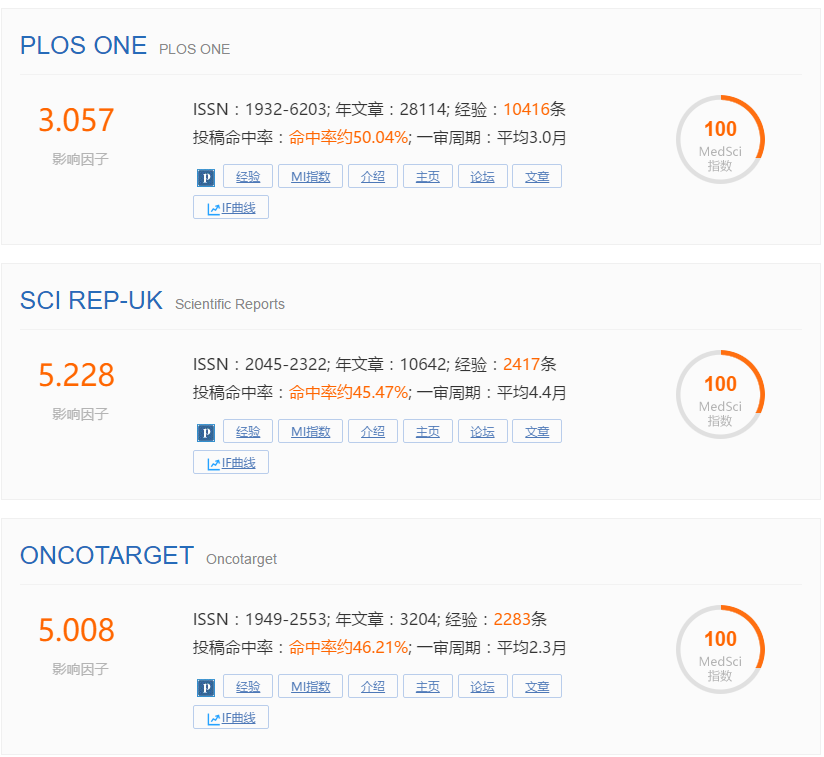 PLOS ONE PLOS ONE
3.057
影响因子
ISSN：1932-6203; 年文章：28114; 经验：10416条
投稿命中率：命中率约50.04%; 一审周期：平均3.0月
P 经验 MI指数 介绍 主页 论坛 文章
IF曲线
100
MedSci
指数
SCI REP-UK Scientific Reports
5.228
影响因子
ISSN：2045-2322; 年文章：10642; 经验：2417条
投稿命中率：命中率约45.47%; 一审周期：平均4.4月
P 经验 MI指数 介绍 主页 论坛 文章
IF曲线
100
MedSci
指数
ONCOTARGET Oncotarget
5.008
影响因子
ISSN：1949-2553; 年文章：3204; 经验：2283条
投稿命中率：命中率约46.21%; 一审周期：平均2.3月
P 经验 MI指数 介绍 主页 论坛 文章
IF曲线
100
MedSci
指数